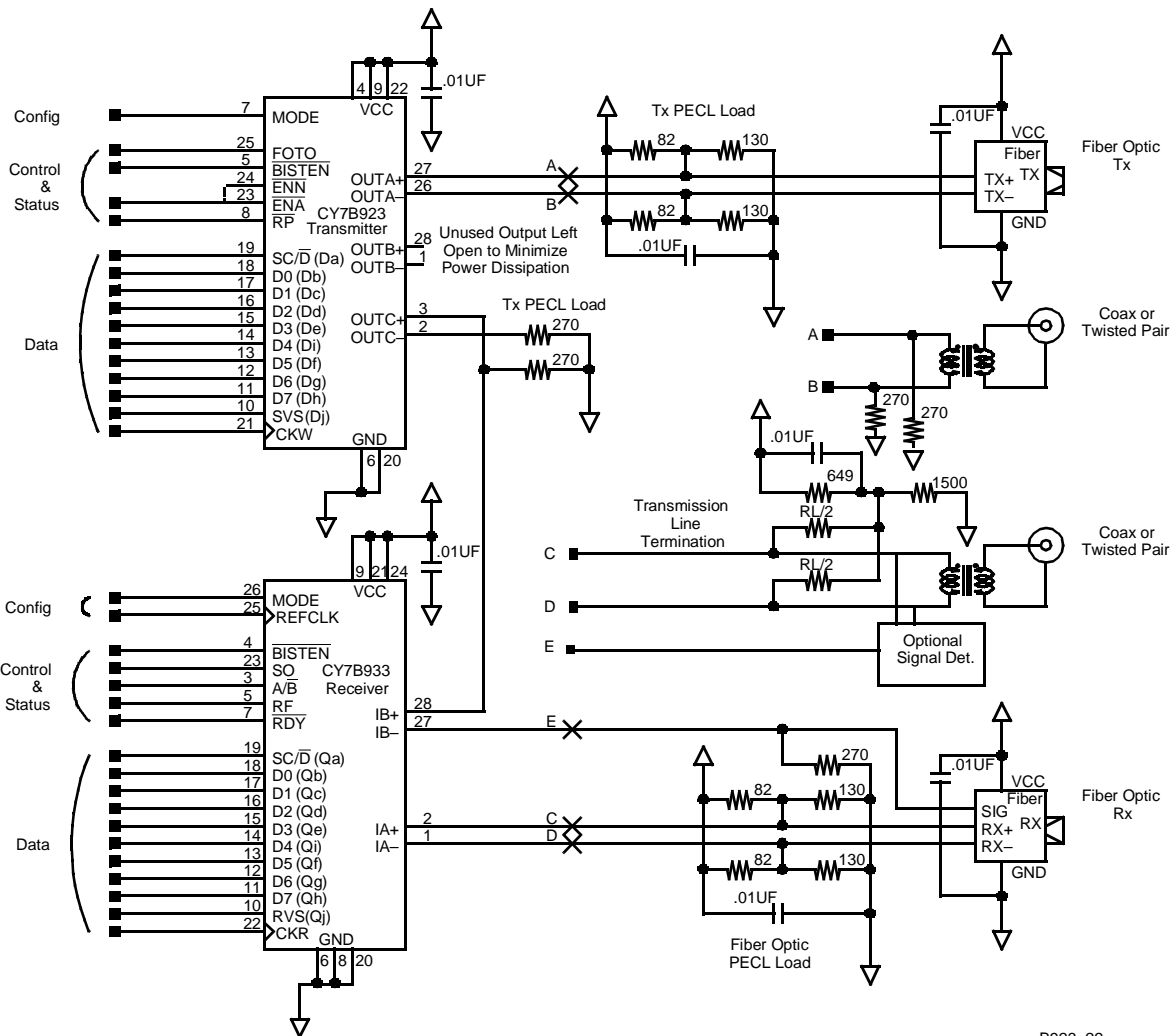 .01UF
4 9 22
VCC
Config
7
MODE
Control
&
Status
25
FOTO
5
BISTEN
24
ENN
23
ENA
8
RP
CY7B923
Transmitter
27
OUTA+
26
OUTA–
28
OUTB+
1
OUTB–
Unused Output Left
Open to Minimize
Power Dissipation
3
OUTC+
2
OUTC–
Data
19
SC/D (Da)
18
D0 (Db)
17
D1 (Dc)
16
D2 (Dd)
15
D3 (De)
14
D4 (Di)
13
D5 (Df)
12
D6 (Dg)
11
D7 (Dh)
10
SVS(Dj)
21
CKW
GND
6 20
Tx PECL Load
82
130
A
B
82
130
.01UF
Tx PECL Load
270
270
.01UF
VCC
Fiber
TX
TX+
TX–
GND
Fiber Optic
Tx
A
B
270
270
Coax or
Twisted Pair
.01UF
649
1500
RL/2
RL/2
Transmission
Line
Termination
C
D
E
Optional
Signal Det.
Coax or
Twisted Pair
.01UF
9 21 24
VCC
Config
26
MODE
25
REFCLK
Control
&
Status
4
BISTEN
23
SO
3
A/B
5
RF
7
RDY
CY7B933
Receiver
28
IB+
27
IB–
2
IA+
1
IA–
Data
19
SC/D (Qa)
18
D0 (Qb)
17
D1 (Qc)
16
D2 (Qd)
15
D3 (Qe)
14
D4 (Qi)
13
D5 (Qf)
12
D6 (Qg)
11
D7 (Qh)
10
RVS(Qj)
22
CKR
GND
6 8 20
E
C
D
270
82
130
82
130
.01UF
Fiber Optic
PECL Load
.01UF
VCC
Fiber
SIG
RX+
RX
RX–
GND
Fiber Optic
Rx